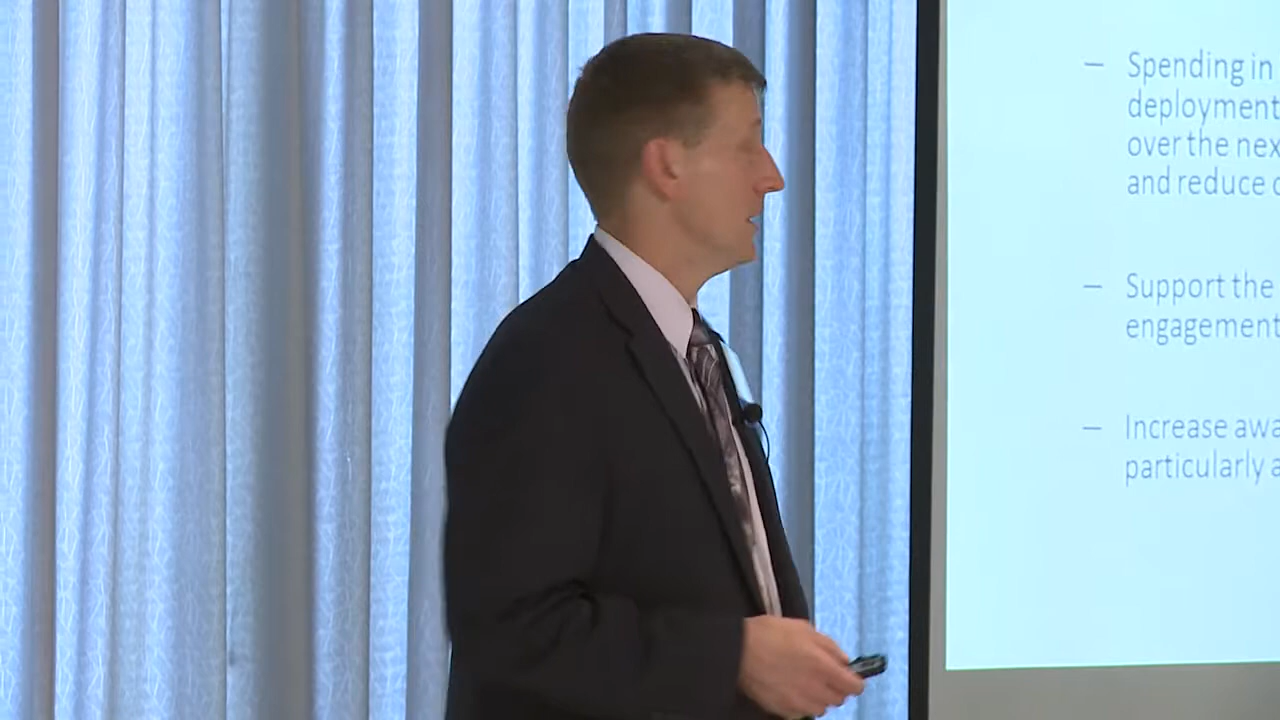 – Spending in
deployment
over the nex
and reduce
– Support the
engagement
– Increase awa
particularly a